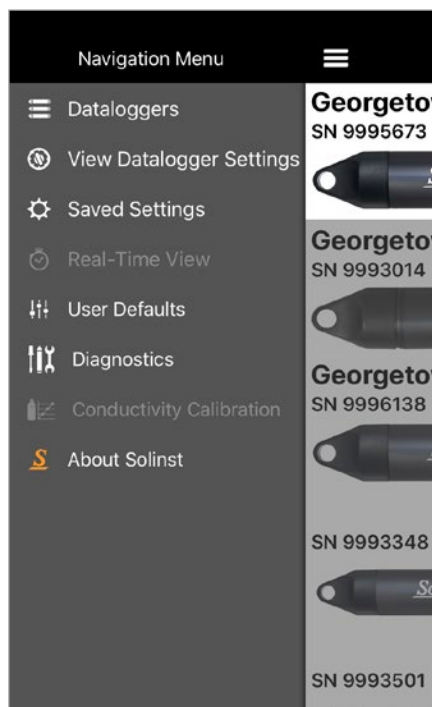 Navigation Menu
Dataloggers
View Datalogger Settings
Saved Settings
Real-Time View
User Defaults
Diagnostics
Conductivity Calibration
S
About Solinst
SN 9995673
SN 9993014
SN 9996138
SN 9993348
SN 9993501